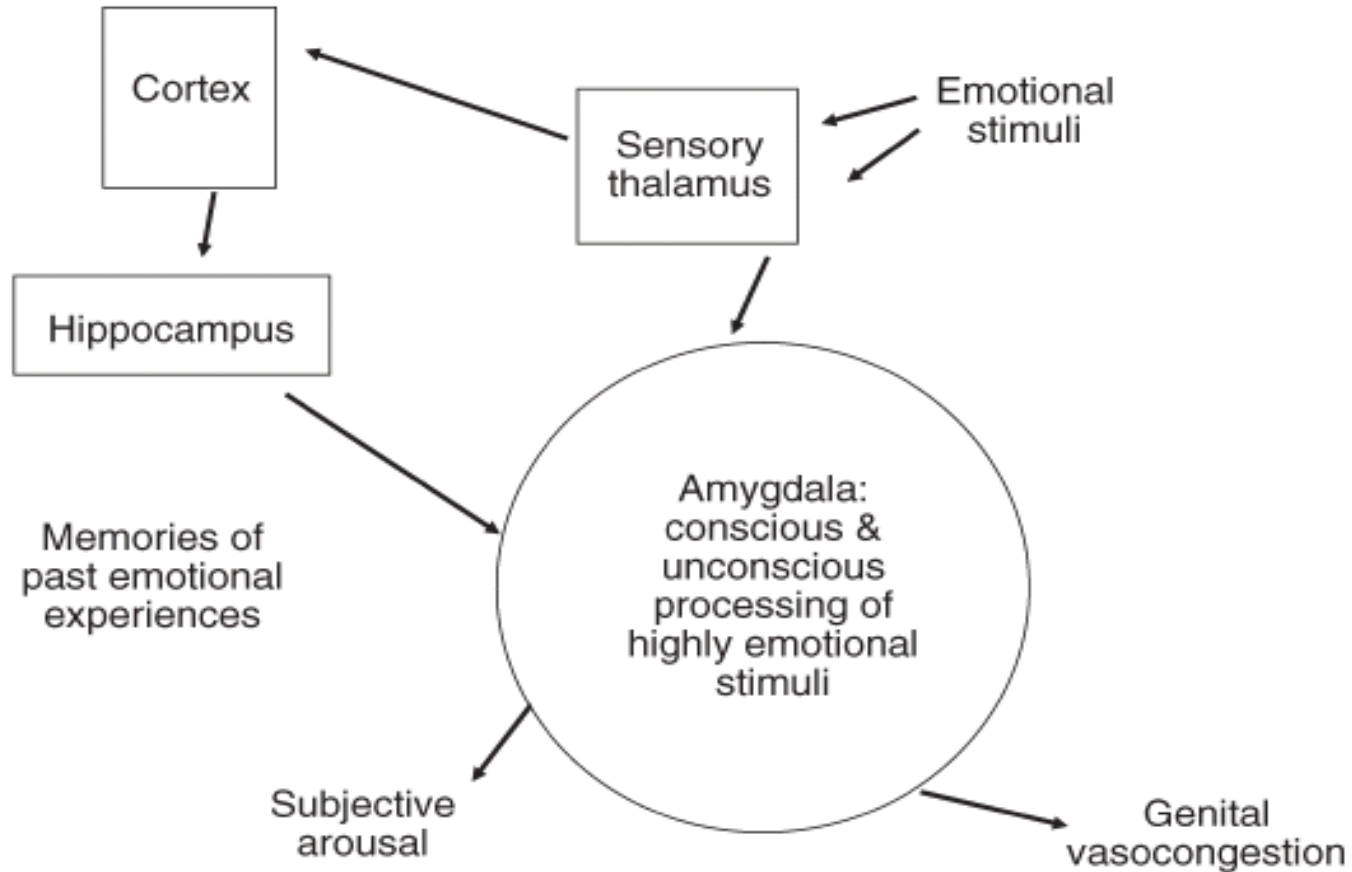 Cortex
Sensory
thalamus
Emotional
stimuli
Hippocampus
Memories of
past emotional
experiences
Amygdala:
conscious &
unconscious
processing of
highly emotional
stimuli
Subjective
arousal
Genital
vasocongestion